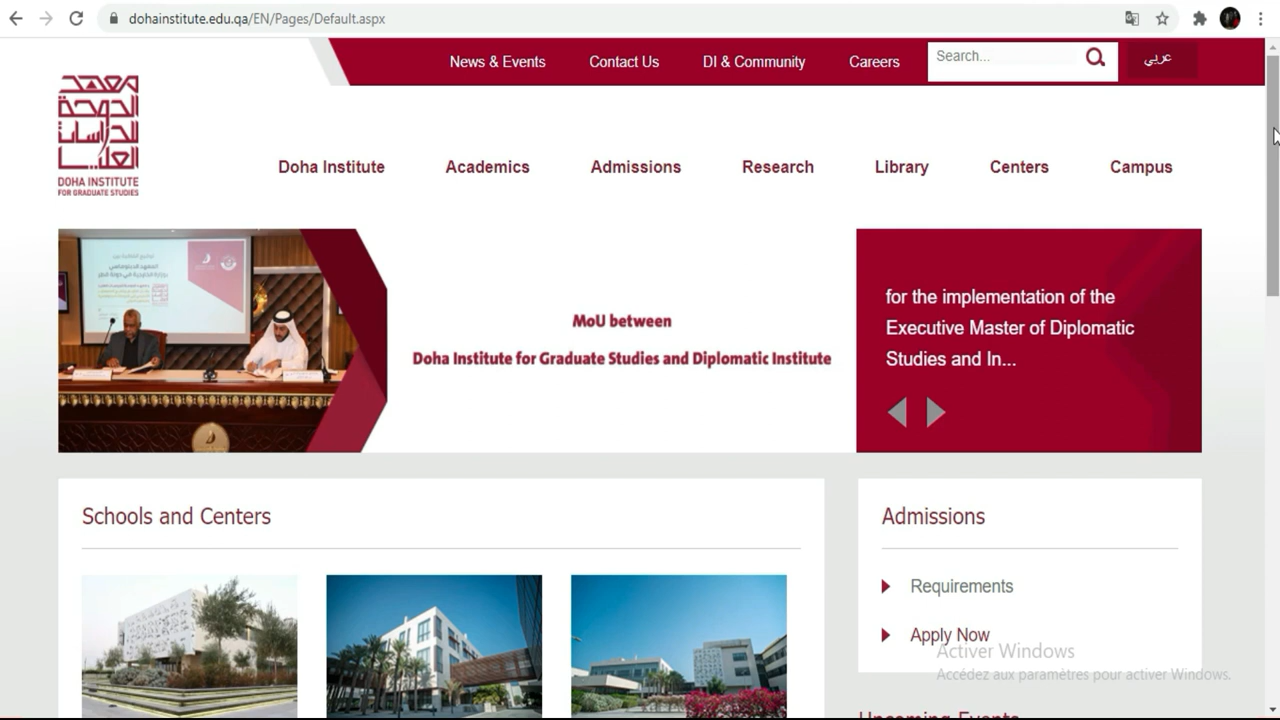 dohainstitute.edu.qa/EN/Pages/Default.aspx
News & Events
Contact Us
DI & Community
Careers
Search...
عربي
معهد
الدوحة
للدراسات
العليا
DOHA INSTITUTE
FOR GRADUATE STUDIES
Doha Institute
Academics
Admissions
Research
Library
Centers
Campus
MoU between
Doha Institute for Graduate Studies and Diplomatic Institute
for the implementation of the
Executive Master of Diplomatic
Studies and In...
Schools and Centers
Admissions
Requirements
Apply Now
Activer Windows
Accédez aux paramètres pour activer Windows.
Upcoming Events